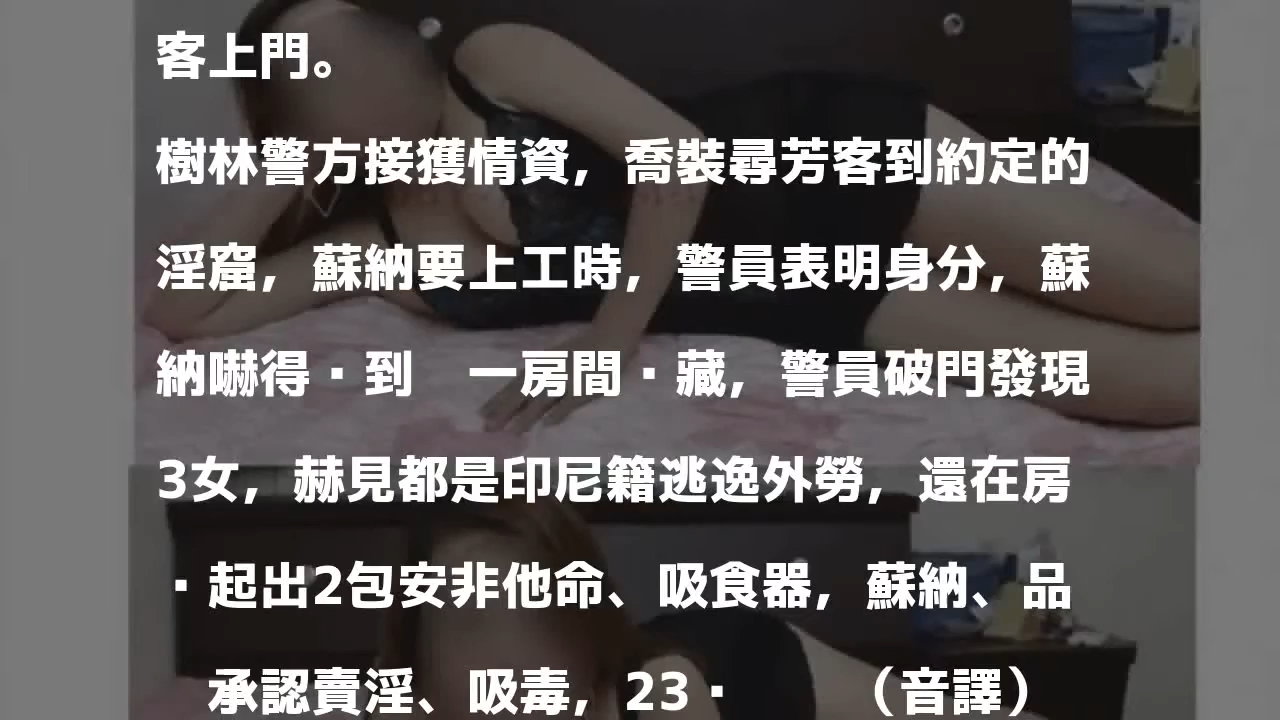 客上門。
樹林警方接獲情資，喬裝尋芳客到約定的
淫窟，蘇納要上工時，警員表明身分，蘇
納嚇得·到　一房間·藏，警員破門發現
3女，赫見都是印尼籍逃逸外勞，還在房
·起出2包安非他命、吸食器，蘇納、品
承認賣淫、吸毒，23·　　（音譯）